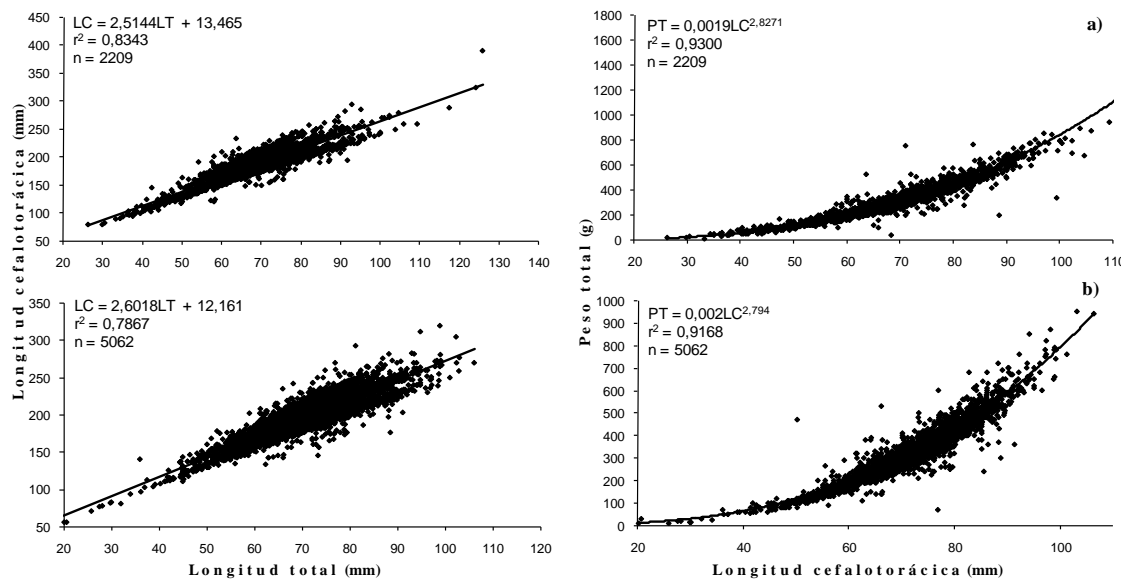 LC = 2,5144LT + 13,465
r² = 0,8343
n = 2209
450
400
350
300
250
200
150
100
50
20 30 40 50 60 70 80 90 100 110 120 130 140
a)
PT = 0,0019LC^2,8271
r² = 0,9300
n = 2209
1800
1600
1400
1200
1000
800
600
400
200
0
20 40 60 80 100 110
Longitud cefalotorácica (mm)
LC = 2,6018LT + 12,161
r² = 0,7867
n = 5062
350
300
250
200
150
100
50
20 30 40 50 60 70 80 90 100 110 120
Longitud total (mm)
Peso total (g)
b)
PT = 0,002LC^2,794
r² = 0,9168
n = 5062
1000
900
800
700
600
500
400
300
200
100
0
20 40 60 80 100
Longitud cefalotorácica (mm)